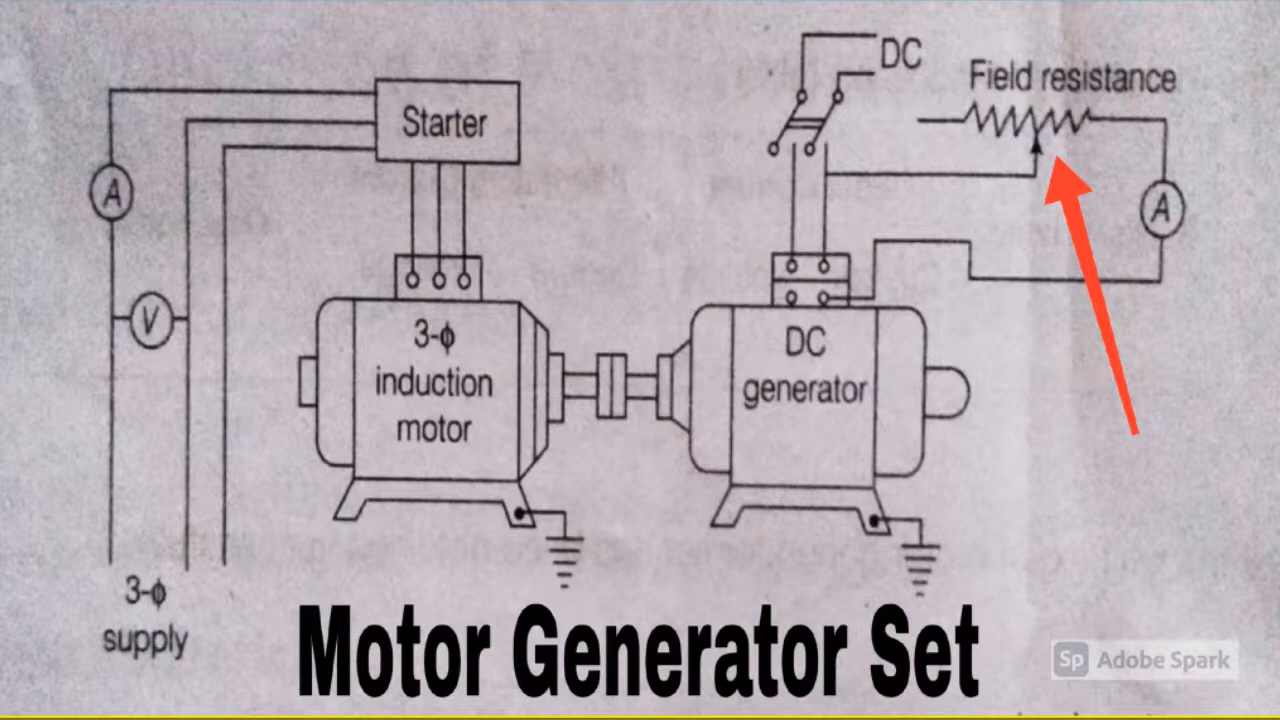 DC
Field resistance
Starter
A
A
V
3-ϕ
induction
motor
DC
generator
3-ϕ
supply
Motor Generator Set
Sp Adobe Spark